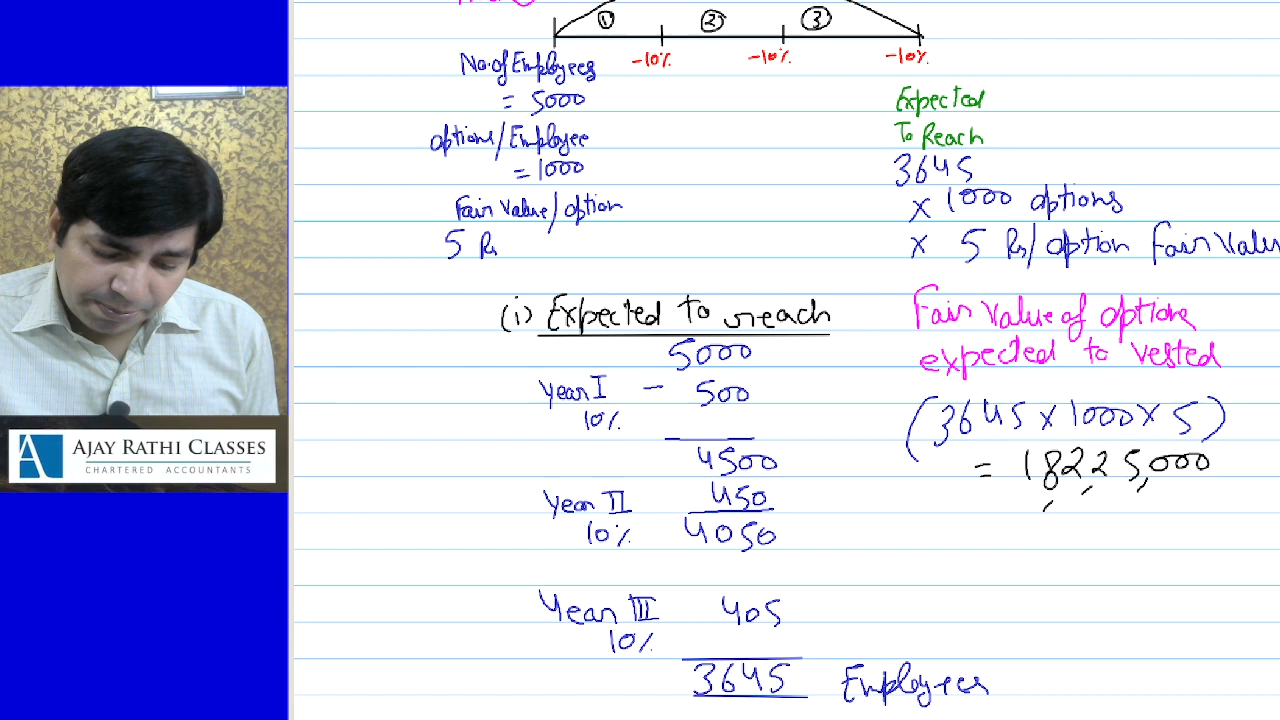 ① ② ③
-10% -10% -10%
No. of Employees
= 5000
options/Employee
= 1000
Fair Value/option
5 Rs
Expected
To Reach
3645
× 1000 options
× 5 Rs/option Fair Value
(i) Expected to reach
5000
Year I - 500
10%
4500
Year II 450
10% 4050
Year III 405
10%
3645 Employees
Fair Value of options
expected to vested
(3645 × 1000 × 5)
= 18225,000
AJAY RATHI CLASSES
CHARTERED ACCOUNTANTS